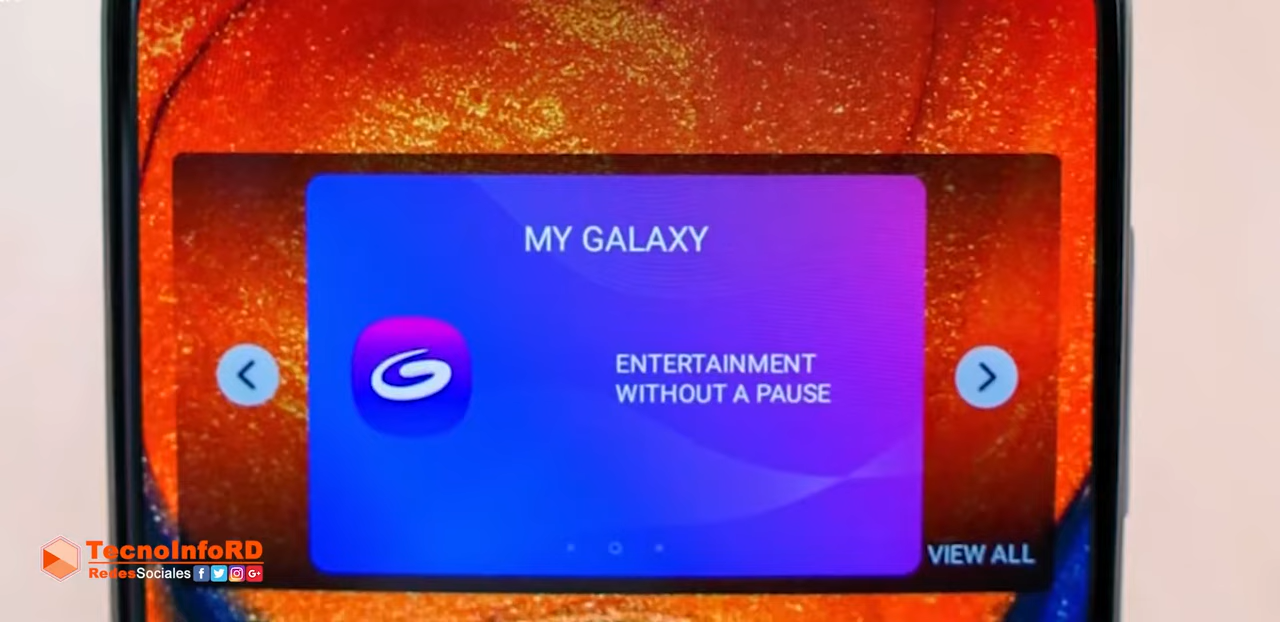 MY GALAXY
ENTERTAINMENT
WITHOUT A PAUSE
VIEW ALL
TecnoInfoRD
RedesSociales